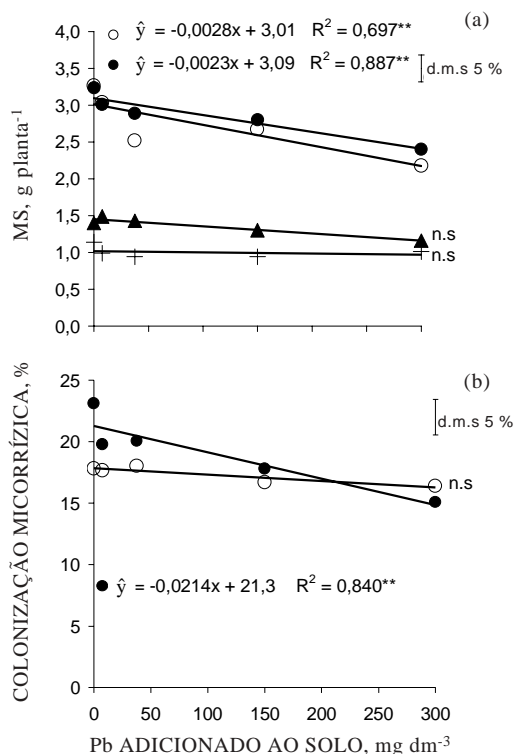 (a)
ŷ = -0,0028x + 3,01 R² = 0,697**
ŷ = -0,0023x + 3,09 R² = 0,887**
d.m.s 5 %
4,0
3,5
3,0
2,5
2,0
1,5
1,0
0,5
0,0
MS, g planta⁻¹
n.s
n.s
(b)
25
20
15
10
5
0
COLONIZAÇÃO MICORRÍZICA, %
d.m.s 5 %
n.s
ŷ = -0,0214x + 21,3 R² = 0,840**
0 50 100 150 200 250 300
Pb ADICIONADO AO SOLO, mg dm⁻³